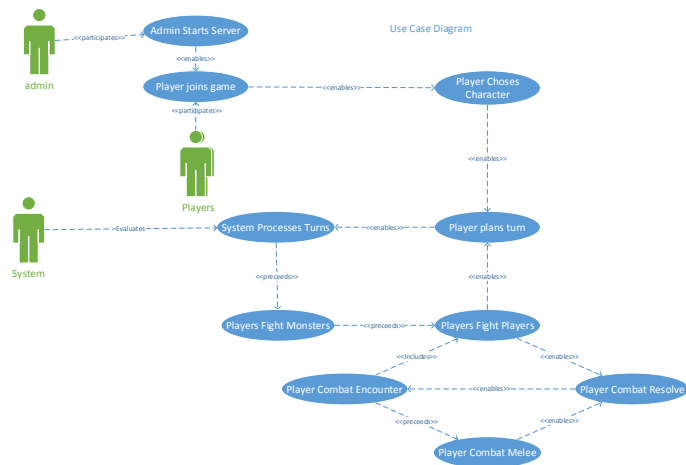 Use Case Diagram
Admin Starts Server
<<participates>>
admin
<<enables>>
Player joins game
<<enables>>
Player Choses
Character
<<participates>>
Players
<<enables>>
System
Evaluates
System Processes Turns
<<enables>>
Player plans turn
<<preceeds>>
<<enables>>
Players Fight Monsters
<<preceeds>>
Players Fight Players
<<Includes>>
<<enables>>
Player Combat Encounter
<<enables>>
Player Combat Resolve
<<preceeds>>
<<enables>>
Player Combat Melee